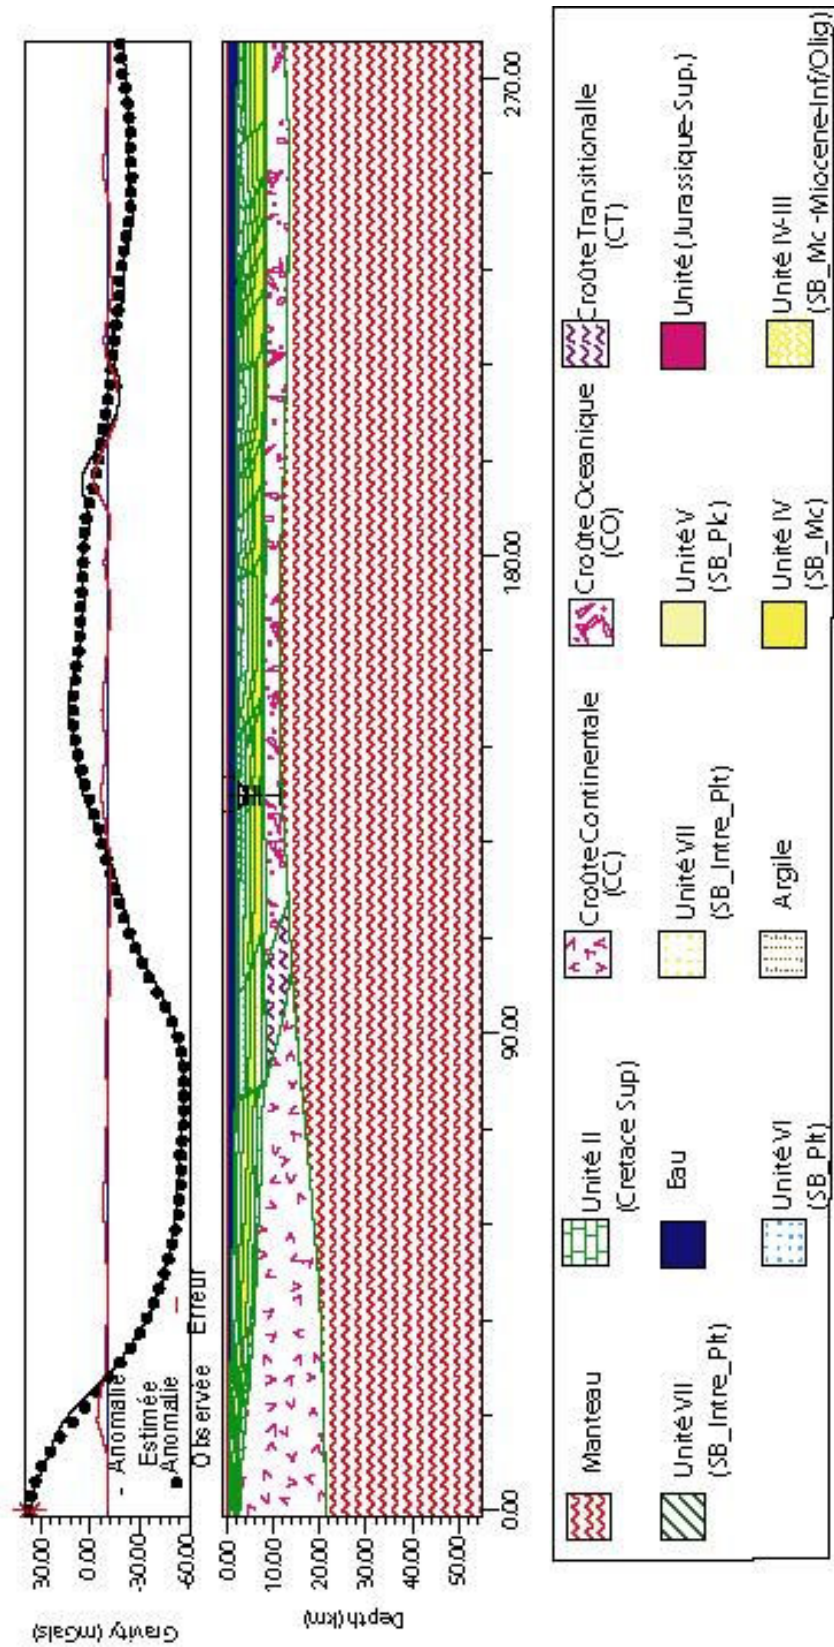 Gravity (mGals)
30.00
0.00
-30.00
-60.00
- Anomalie
Estimée
Anomalie
Observée
Erreur
Depth(km)
0.00
10.00
20.00
30.00
40.00
50.00
0.00
90.00
180.00
270.00
Manteau
Unité II
(Cretace Sup)
Croûte Continentale
(CC)
Croûte Oceanique
(CO)
Croûte Transitionalle
(CT)
Unité VII
(SB_Intre_Plt)
Eau
Unité VII
(SB_Intre_Plt)
Unité V
(SB_Plc)
Unité (Jurassique-Sup.)
Unité VI
(SB_Plt)
Argile
Unité IV
(SB_Mc)
Unité IV-III
(SB_Mc -Miocene-Inf/Olig)